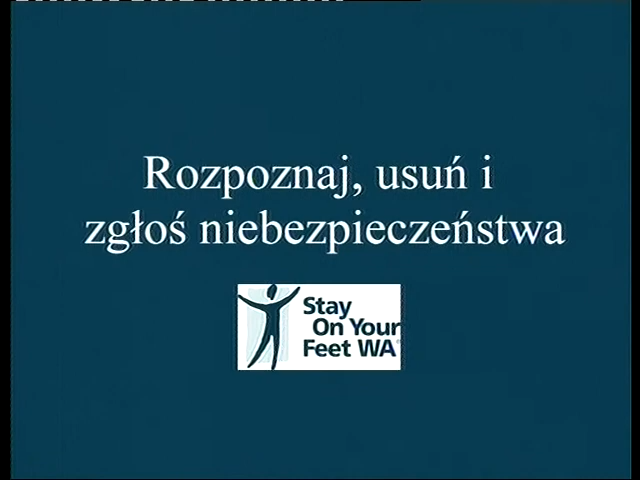 Rozpoznaj, usuń i
zgłoś niebezpieczeństwa
Stay
On Your
Feet WA